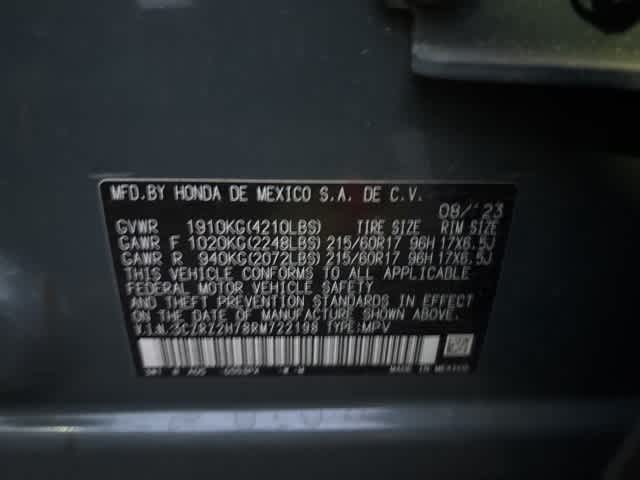 MFD.BY HONDA DE MEXICO S.A. DE C.V.
08/'23
GVWR 1910KG(4210LBS) TIRE SIZE RIM SIZE
GAWR F 1020KG(2248LBS) 215/60R17 96H 17X6.5J
GAWR R 940KG(2072LBS) 215/60R17 96H 17X6.5J
THIS VEHICLE CONFORMS TO ALL APPLICABLE
FEDERAL MOTOR VEHICLE SAFETY
AND THEFT PREVENTION STANDARDS IN EFFECT
ON THE DATE OF MANUFACTURE SHOWN ABOVE.
V.I.N.:3CZRZ2H78RM722198 TYPE:MPV
MADE IN MEXICO